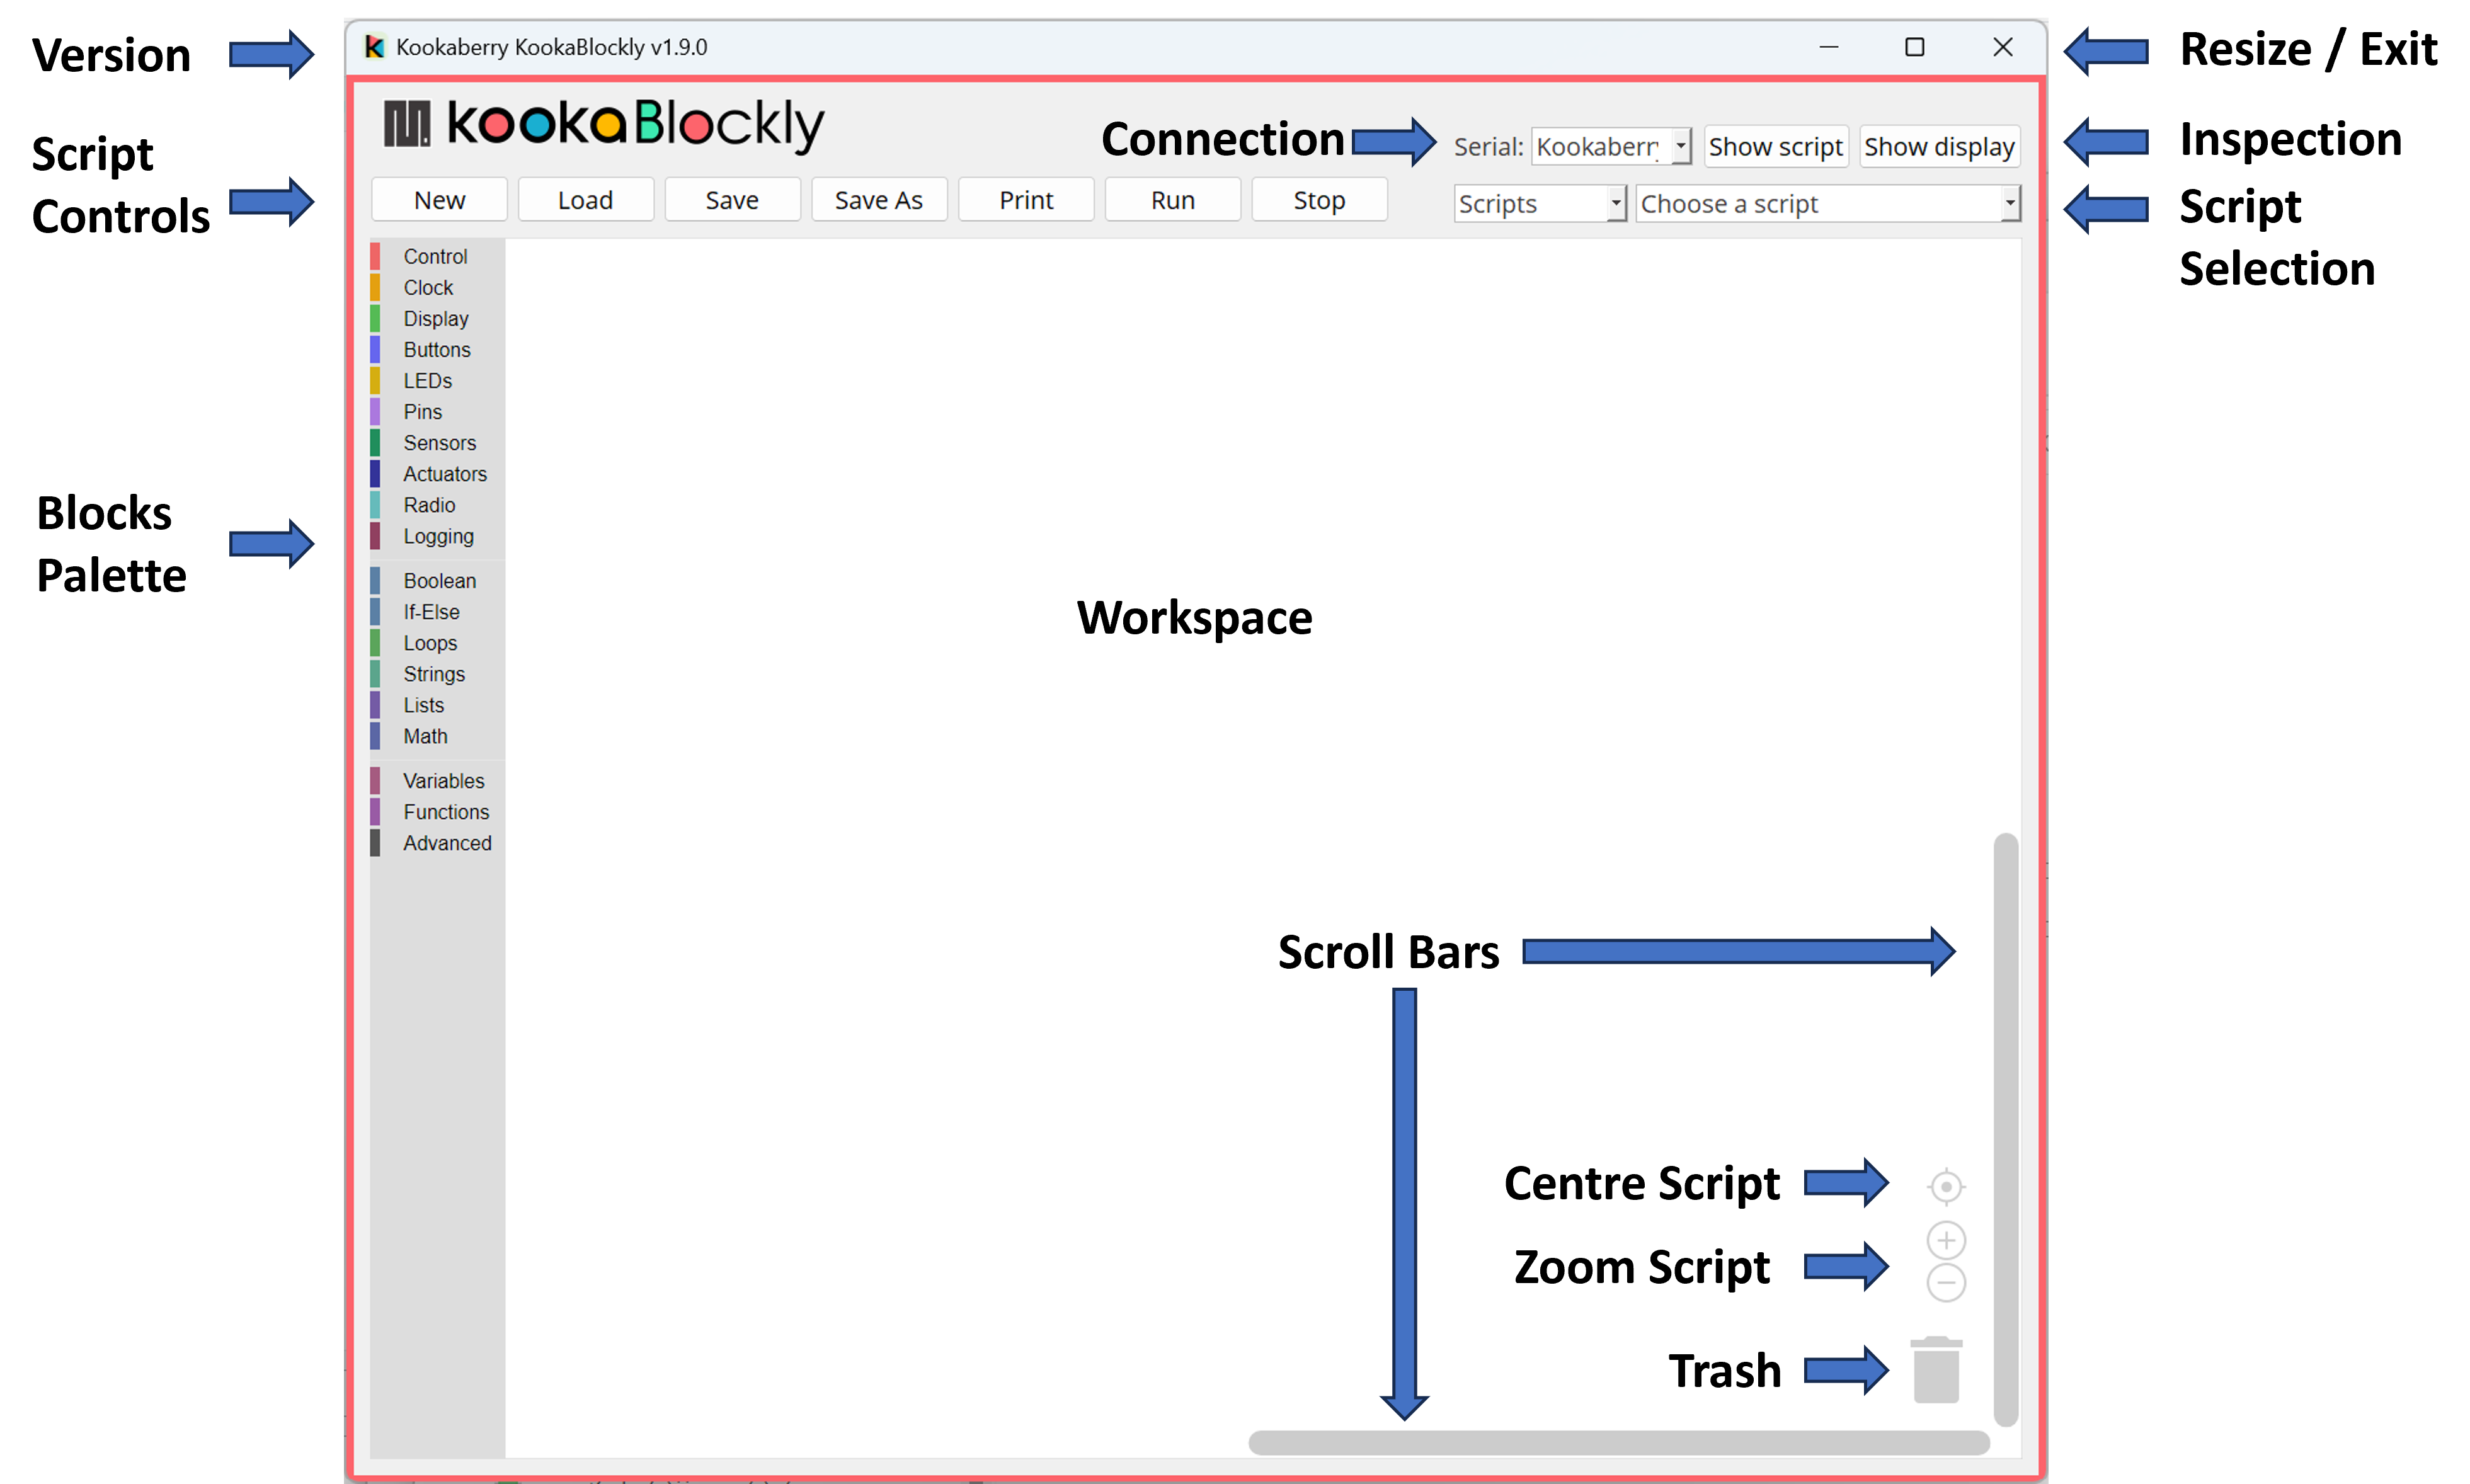 Version
Kookaberry KookaBlockly v1.9.0
Resize / Exit
kookaBlockly
Connection
Serial:
Kookaberr
Show script
Show display
Inspection
Script
Controls
New
Load
Save
Save As
Print
Run
Stop
Scripts
Choose a script
Script
Selection
Control
Clock
Display
Buttons
LEDs
Pins
Sensors
Actuators
Radio
Logging
Blocks
Palette
Boolean
If-Else
Loops
Strings
Lists
Math
Variables
Functions
Advanced
Workspace
Scroll Bars
Centre Script
Zoom Script
Trash